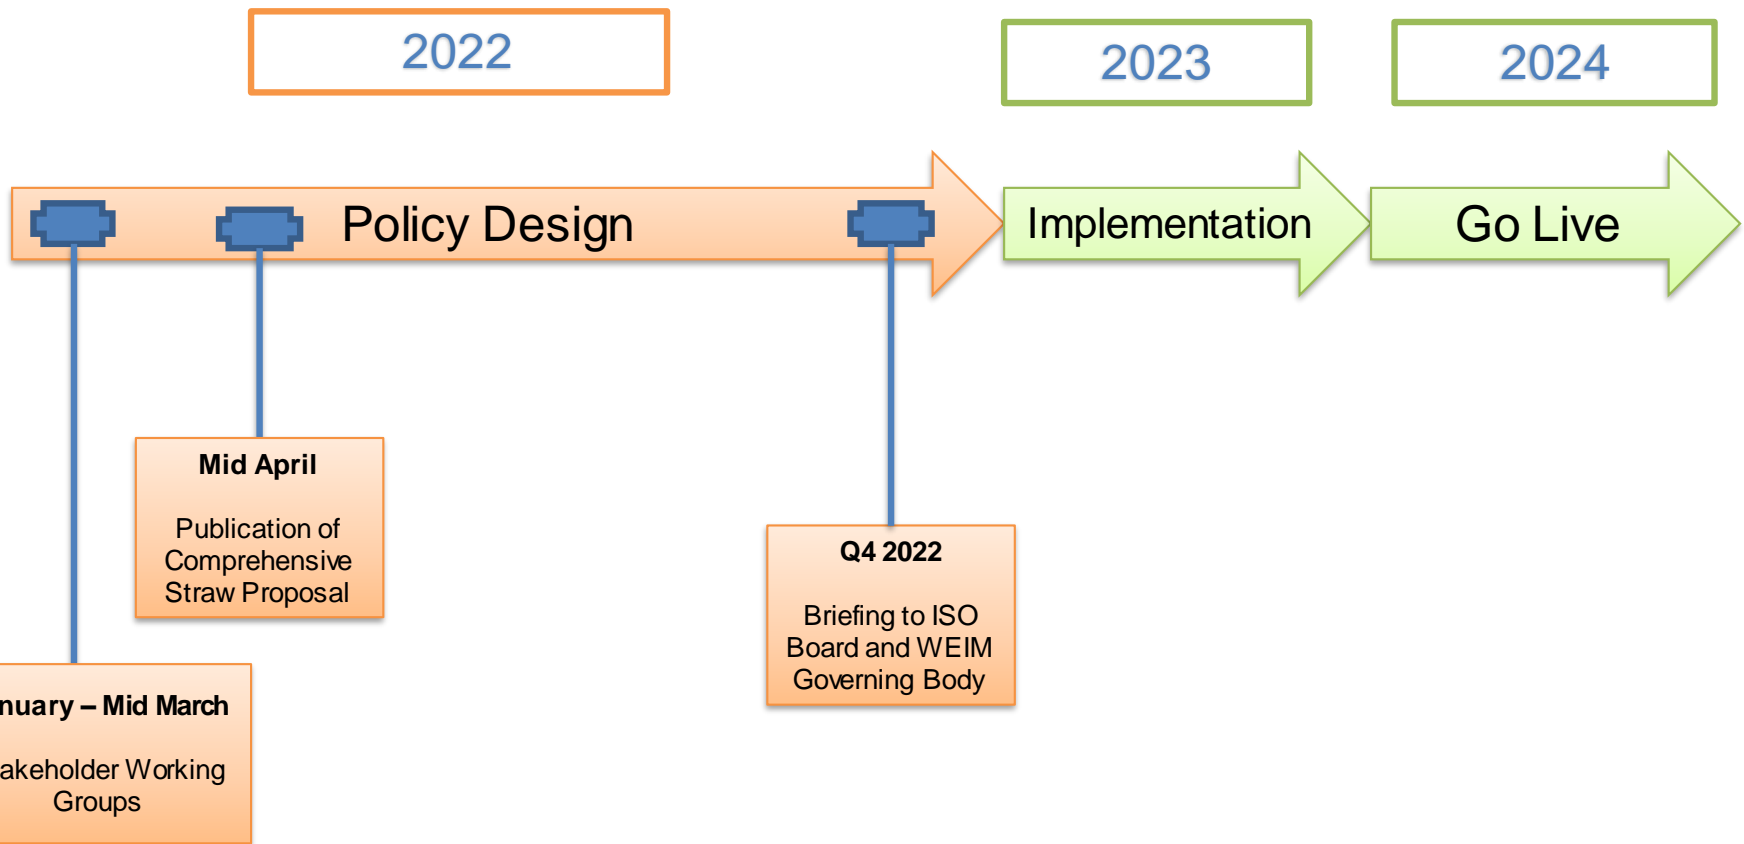 2022
2023
2024
Policy Design
Implementation
Go Live
Mid April
Publication of
Comprehensive
Straw Proposal
Q4 2022
Briefing to ISO
Board and WEIM
Governing Body
nuary – Mid March
akeholder Working
Groups